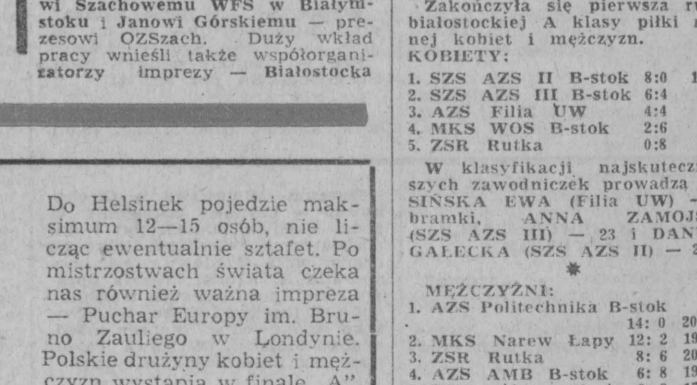 wi Szachowemu WFS w Białym-
stoku i Janowi Górskiemu — pre-
zesowi OZSzach. Duży wkład
pracy wnieśli także współorgani-
zatorzy imprezy — Białostocka
Do Helsinek pojedzie mak-
simum 12—15 osób, nie li-
cząc ewentualnie sztafet. Po
mistrzostwach świata czeka
nas również ważna impreza
— Puchar Europy im. Bru-
no Zauliego w Londynie.
Polskie drużyny kobiet i męż-
czyzn wystąpią w finale „A”
Zakończyła się pierwsza
białostockiej A klasy piłki
nej kobiet i mężczyzn.
KOBIETY:
1. SZS AZS II B-stok 8:0
2. SZS AZS III B-stok 6:4
3. AZS Filia UW 4:4
4. MKS WOS B-stok 2:6
5. ZSR Rutka 0:8
W klasyfikacji najskutecz
szych zawodniczek prowadzą
SIŃSKA EWA (Filia UW) —
bramki, ANNA ZAMOJ
(SZS AZS III) — 23 i DAN
GAŁECKA (SZS AZS II) —
MĘŻCZYŹNI:
1. AZS Politechnika B-stok
14: 0 20
2. MKS Narew Łapy 12: 2 19
3. ZSR Rutka 8: 6 20
4. AZS AMB B-stok 6: 8